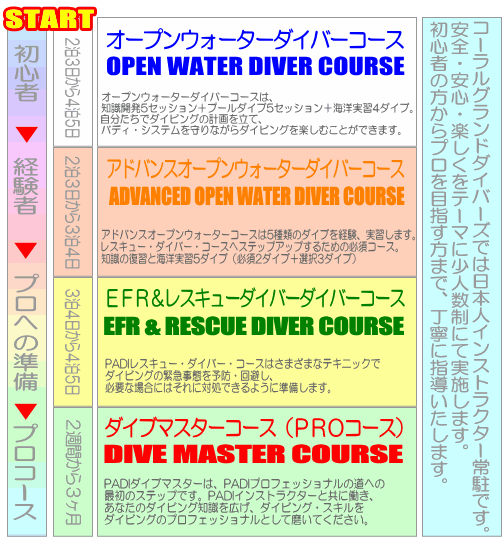 START
初心者
▼
経験者
▼
プロへの準備
▼
プロコース
2泊3日から4泊5日
オープンウォーターダイバーコース
OPEN WATER DIVER COURSE
オープンウォーターダイバーコースは、
知識開発5セッション＋プールダイブ5セッション＋海洋実習4ダイブ。
自分たちでダイビングの計画を立て、
バディ・システムを守りながらダイビングを楽しむことができます。
2泊3日から3泊4日
アドバンスオープンウォーターダイバーコース
ADVANCED OPEN WATER DIVER COURSE
アドバンスオープンウォーターコースは5種類のダイブを経験、実習します。
レスキュー・ダイバー・コースへステップアップするための必須コース。
知識の復習と海洋実習5ダイブ（必須2ダイブ＋選択3ダイブ）
3泊4日から4泊5日
EFR&レスキューダイバーダイバーコース
EFR & RESCUE DIVER COURSE
PADIレスキュー・ダイバー・コースはさまざまなテキニックで
ダイビングの緊急事態を予防・回避し、
必要な場合にはそれに対処できるように準備します。
2週間から3ヶ月
ダイブマスターコース（PROコース）
DIVE MASTER COURSE
PADIダイブマスターは、PADIプロフェッショナルの道への
最初のステップです。PADIインストラクターと共に働き、
あなたのダイビング知識を広げ、ダイビング・スキルを
ダイビングのプロフェッショナルとして磨いてください。
コーラルグランドダイバーズでは日本人インストラクター常駐です。
安全・安心・楽しくをテーマに少人数制にて実施します。
初心者の方からプロを目指す方まで、丁寧に指導いたします。